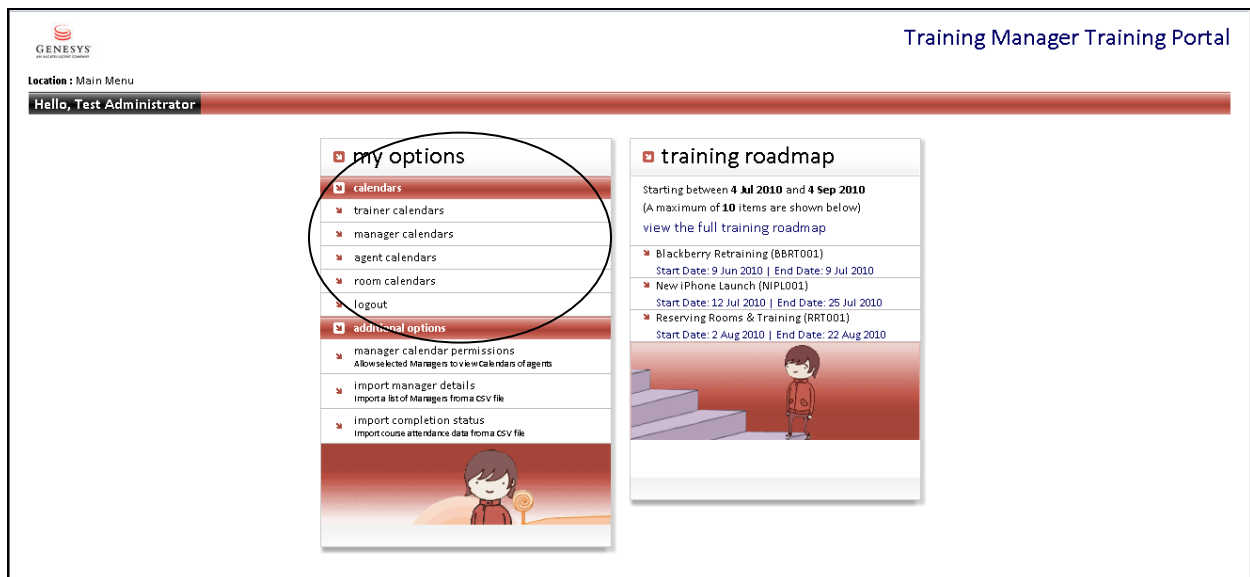 GENESYS
AN ALCATEL-LUCENT COMPANY
Training Manager Training Portal
Location : Main Menu
Hello, Test Administrator
my options
calendars
trainer calendars
manager calendars
agent calendars
room calendars
logout
additional options
manager calendar permissions
Allow selected Managers to view Calendars of agents
import manager details
Import a list of Managers from a CSV file
import completion status
Import course attendance data from a CSV file
training roadmap
Starting between 4 Jul 2010 and 4 Sep 2010
(A maximum of 10 items are shown below)
view the full training roadmap
Blackberry Retraining (BBRT001)
Start Date: 9 Jun 2010 | End Date: 9 Jul 2010
New iPhone Launch (NIPL001)
Start Date: 12 Jul 2010 | End Date: 25 Jul 2010
Reserving Rooms & Training (RRT001)
Start Date: 2 Aug 2010 | End Date: 22 Aug 2010